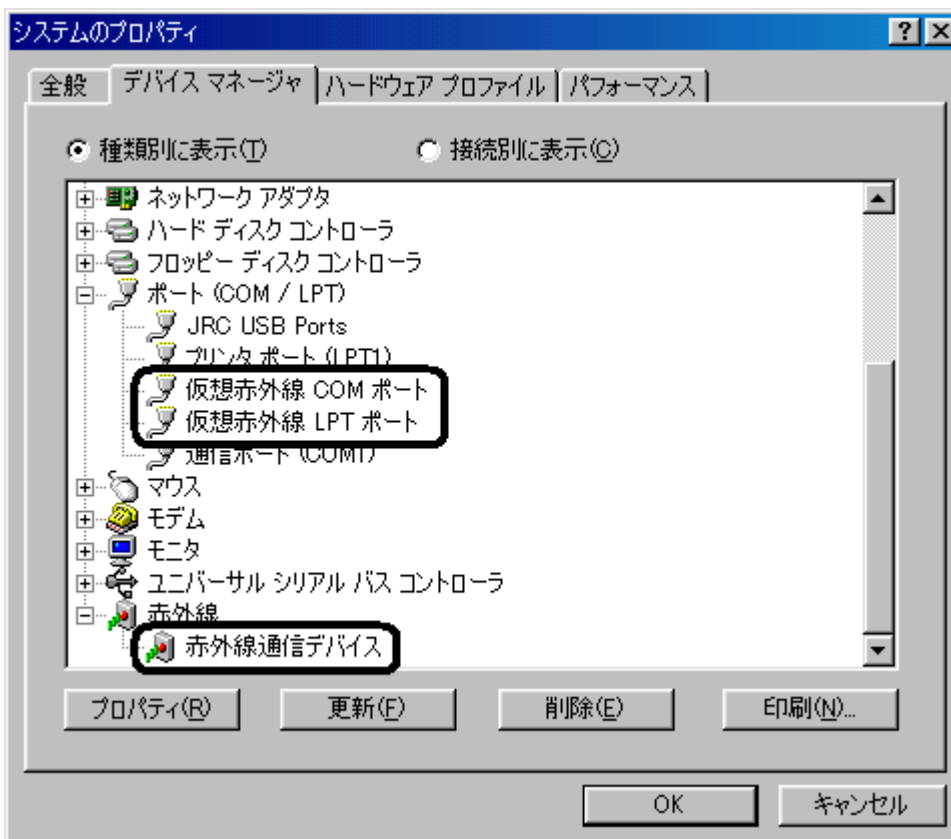 システムのプロパティ
全般 デバイス マネージャ ハードウェア プロファイル パフォーマンス
種類別に表示(T) 接続別に表示(C)
ネットワーク アダプタ
ハード ディスク コントローラ
フロッピー ディスク コントローラ
ポート (COM / LPT)
JRC USB Ports
プリンタ ポート (LPT1)
仮想赤外線 COM ポート
仮想赤外線 LPT ポート
通信ポート (COM1)
マウス
モデム
モニタ
ユニバーサル シリアル バス コントローラ
赤外線
赤外線通信デバイス
プロパティ(R) 更新(F) 削除(E) 印刷(N)...
OK キャンセル